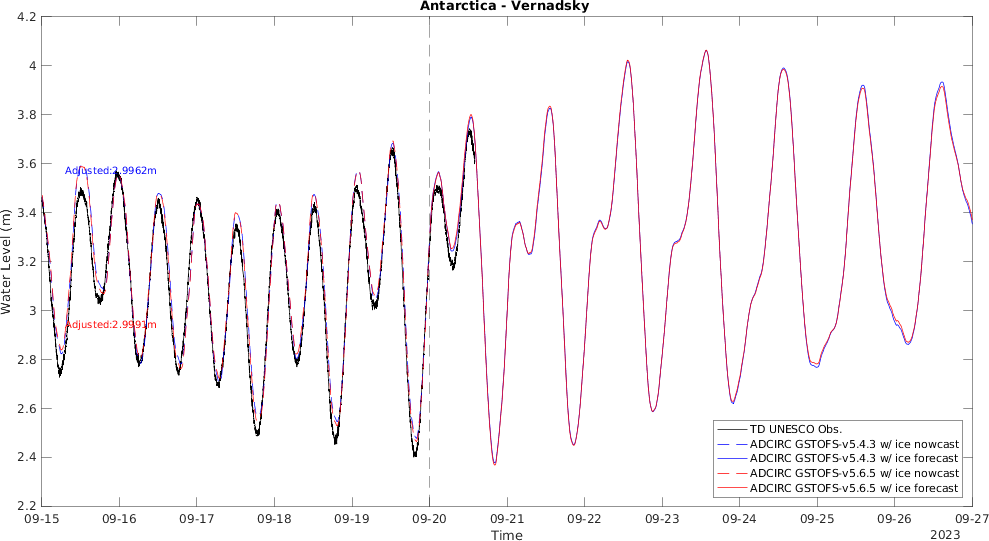 Antarctica - Vernadsky
4.2
4
3.8
3.6
3.4
3.2
3
2.8
2.6
2.4
2.2
Water Level (m)
Adjusted:2.9962m
Adjusted:2.9991m
TD UNESCO Obs.
ADCIRC GSTOFS-v5.4.3 w/ ice nowcast
ADCIRC GSTOFS-v5.4.3 w/ ice forecast
ADCIRC GSTOFS-v5.6.5 w/ ice nowcast
ADCIRC GSTOFS-v5.6.5 w/ ice forecast
09-15 09-16 09-17 09-18 09-19 09-20 09-21 09-22 09-23 09-24 09-25 09-26 09-27
Time
2023